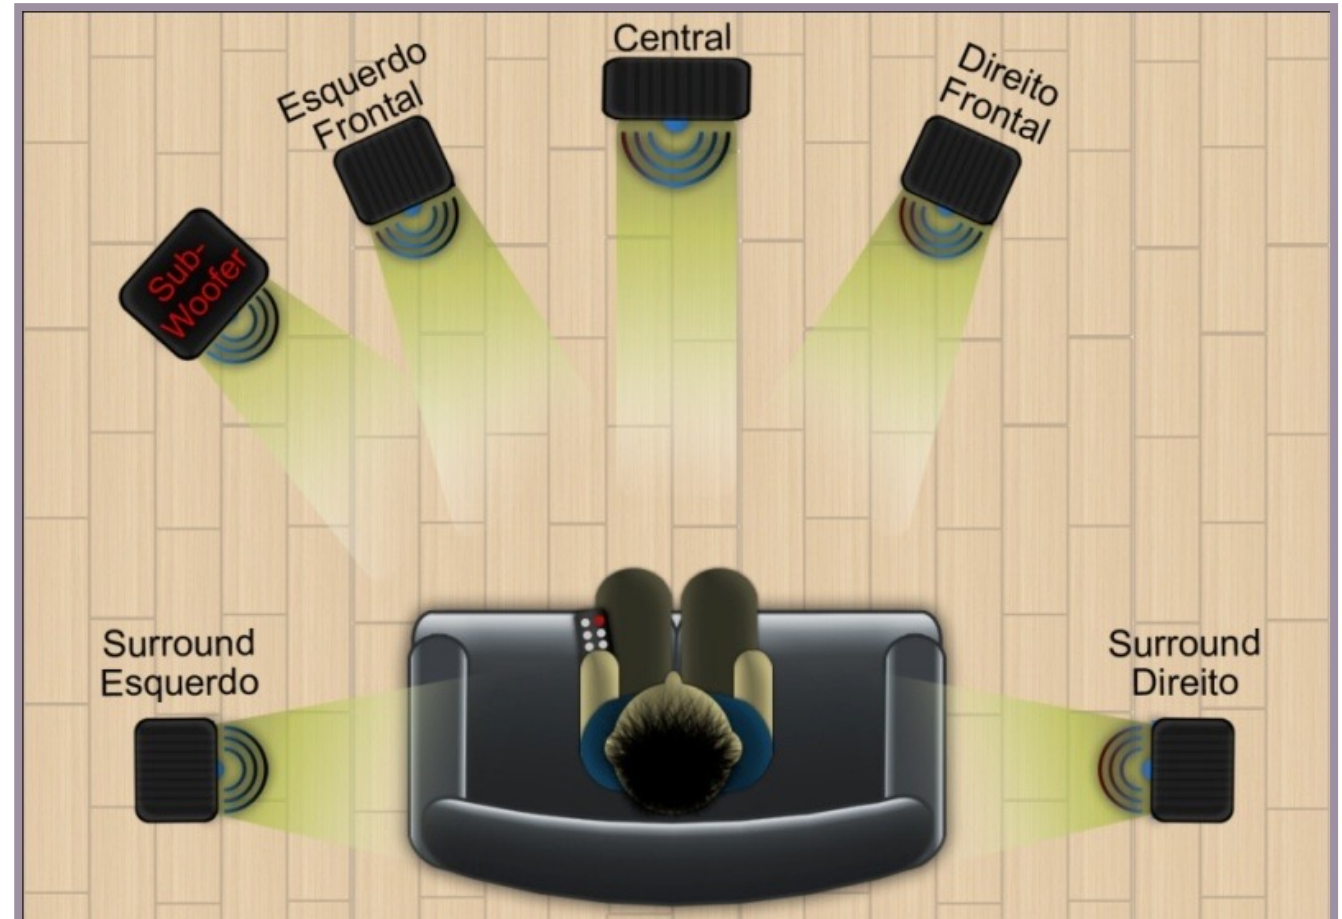 Central
Esquerdo
Frontal
Direito
Frontal
Sub-
Woofer
Surround
Esquerdo
Surround
Direito